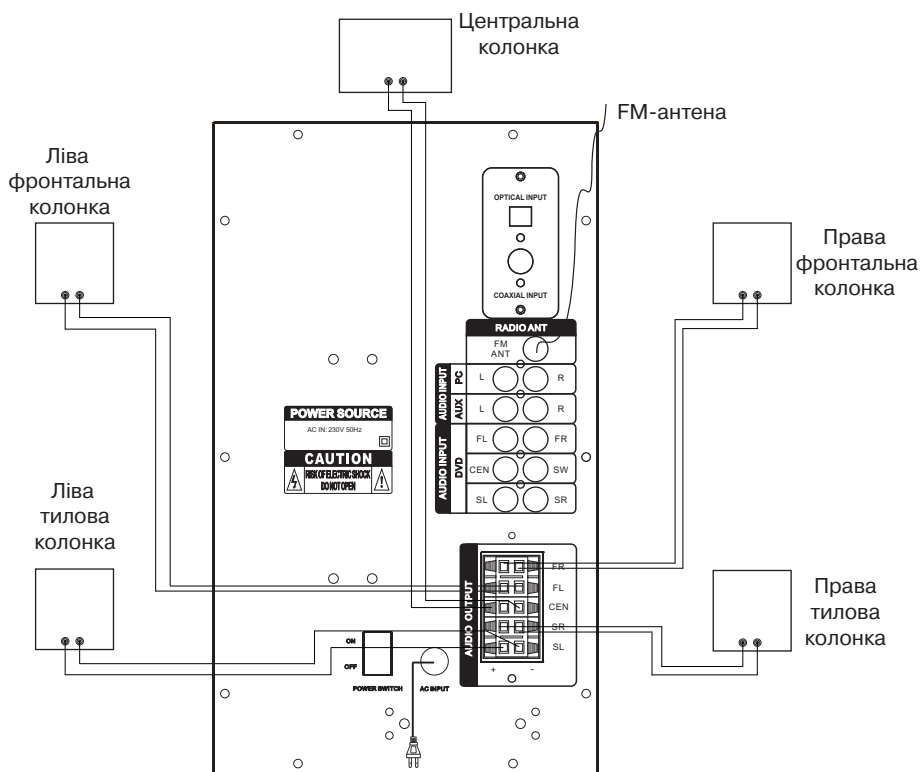 Центральна
колонка
FM-антена
Ліва
фронтальна
колонка
Права
фронтальна
колонка
OPTICAL INPUT
COAXIAL INPUT
RADIO ANT
FM
ANT
AUDIO INPUT
PC
L R
AUX
L R
AUDIO INPUT
DVD
FL FR
CEN SW
SL SR
POWER SOURCE
AC IN: 230V 50Hz
CAUTION
RISK OF ELECTRIC SHOCK
DO NOT OPEN
Ліва
тилова
колонка
Права
тилова
колонка
AUDIO OUTPUT
FR
FL
CEN
SR
SL
+ -
ON
OFF
POWER SWITCH
AC INPUT